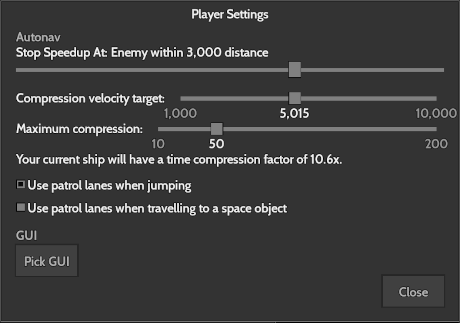 Player Settings
Autonav
Stop Speedup At: Enemy within 3,000 distance
Compression velocity target:
1,000 5,015 10,000
Maximum compression:
10 50 200
Your current ship will have a time compression factor of 10.6x.
Use patrol lanes when jumping
Use patrol lanes when travelling to a space object
GUI
Pick GUI
Close